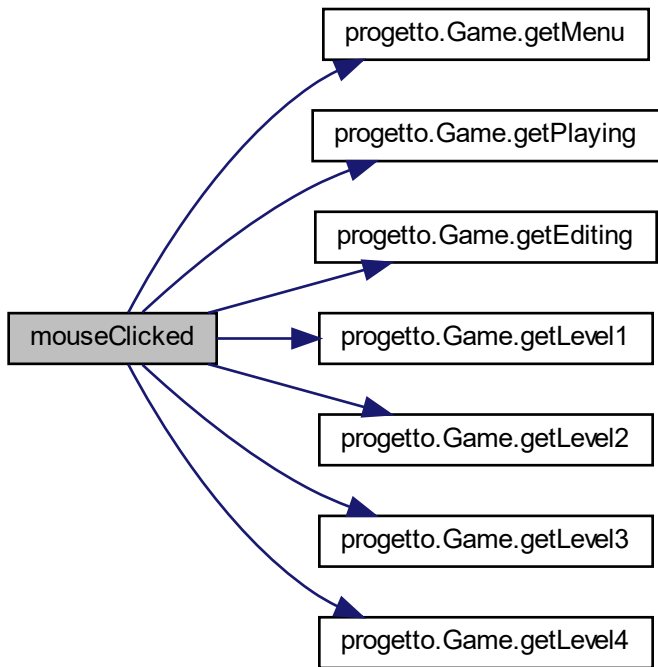 progetto.Game.getMenu
progetto.Game.getPlaying
progetto.Game.getEditing
mouseClicked
progetto.Game.getLevel1
progetto.Game.getLevel2
progetto.Game.getLevel3
progetto.Game.getLevel4